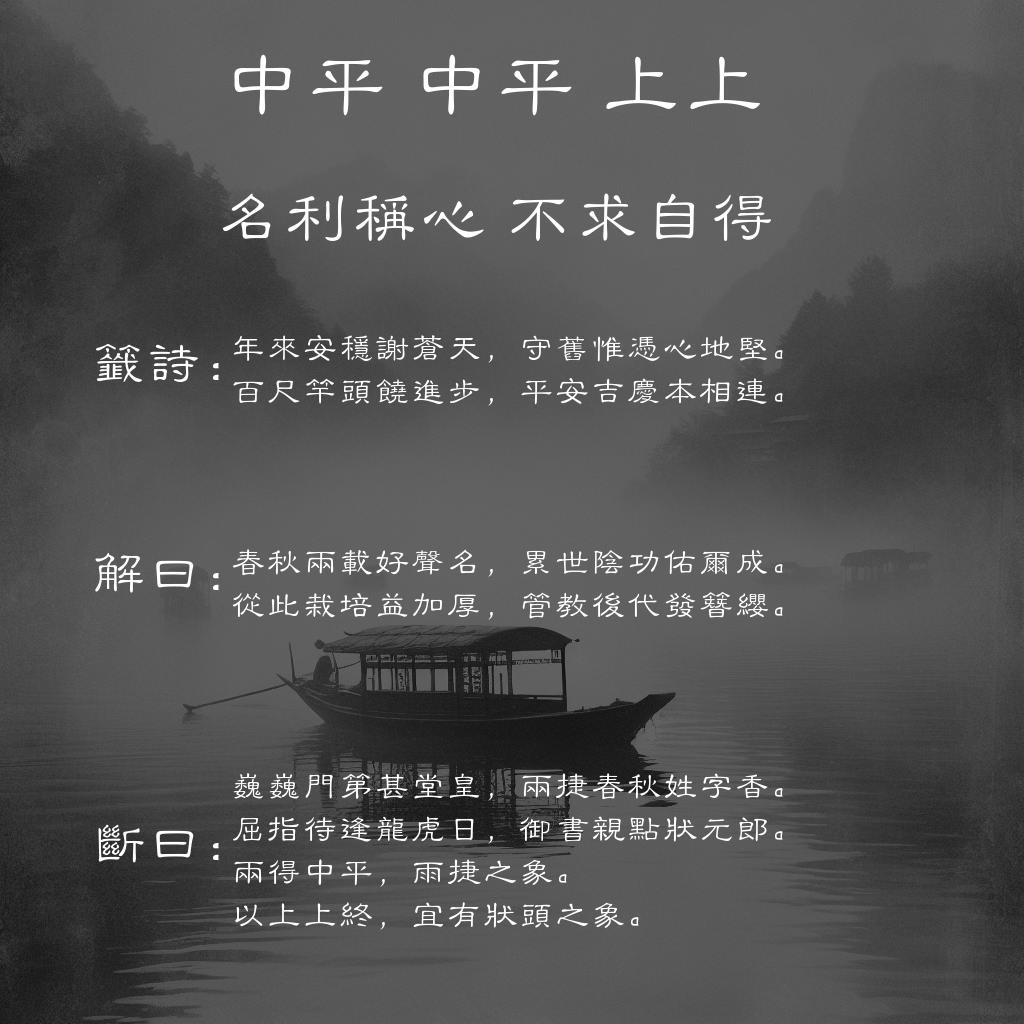 中平 中平 上上
名利稱心 不求自得
籤詩：
年來安穩謝蒼天，守舊惟憑心地堅。
百尺竿頭饒進步，平安吉慶本相連。
解曰：
春秋兩載好聲名，累世陰功佑爾成。
從此栽培益加厚，管教後代發簪纓。
斷曰：
巍巍門第甚堂皇，兩捷春秋姓字香。
屈指待逢龍虎日，御書親點狀元郎。
兩得中平，雨捷之象。
以上上終，宜有狀頭之象。